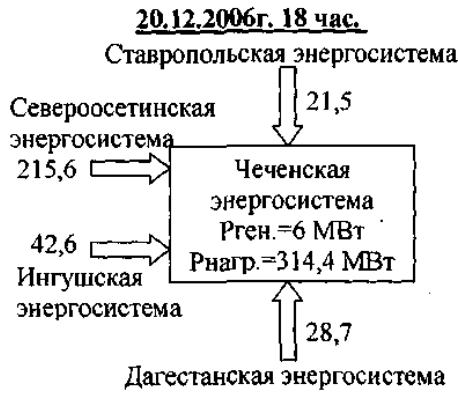 20.12.2006г. 18 час.
Ставропольская энергосистема
21,5
Североосетинская
энергосистема
215,6
Чеченская
энергосистема
Рген.=6 МВт
Рнагр.=314,4 МВт
42,6
Ингушская
энергосистема
28,7
Дагестанская энергосистема